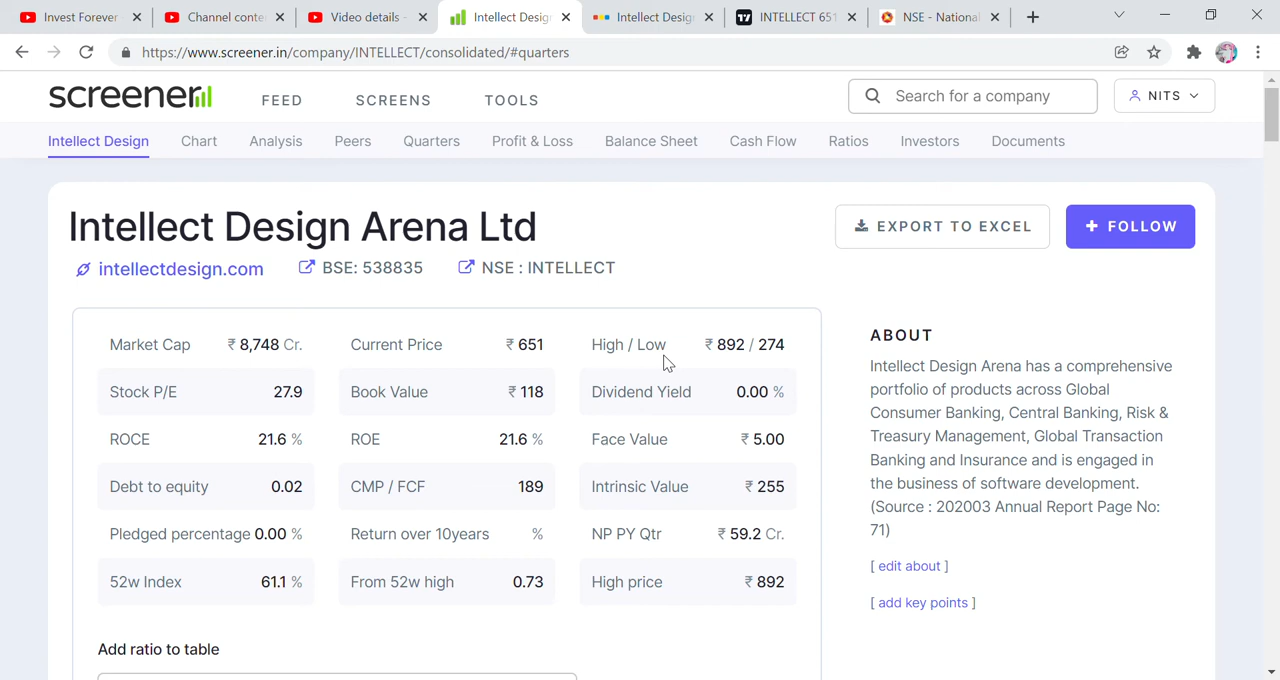 Invest Forever
Channel conte
Video details -
Intellect Desig
Intellect Desig
INTELLECT 651
NSE - National
https://www.screener.in/company/INTELLECT/consolidated/#quarters
screener
FEED
SCREENS
TOOLS
Search for a company
NITS
Intellect Design
Chart
Analysis
Peers
Quarters
Profit & Loss
Balance Sheet
Cash Flow
Ratios
Investors
Documents
Intellect Design Arena Ltd
EXPORT TO EXCEL
+ FOLLOW
intellectdesign.com
BSE: 538835
NSE : INTELLECT
Market Cap ₹ 8,748 Cr.
Current Price ₹ 651
High / Low ₹ 892 / 274
Stock P/E 27.9
Book Value ₹ 118
Dividend Yield 0.00 %
ROCE 21.6 %
ROE 21.6 %
Face Value ₹ 5.00
Debt to equity 0.02
CMP / FCF 189
Intrinsic Value ₹ 255
Pledged percentage 0.00 %
Return over 10years %
NP PY Qtr ₹ 59.2 Cr.
52w Index 61.1 %
From 52w high 0.73
High price ₹ 892
Add ratio to table
ABOUT
Intellect Design Arena has a comprehensive
portfolio of products across Global
Consumer Banking, Central Banking, Risk &
Treasury Management, Global Transaction
Banking and Insurance and is engaged in
the business of software development.
(Source : 202003 Annual Report Page No:
71)
[ edit about ]
[ add key points ]